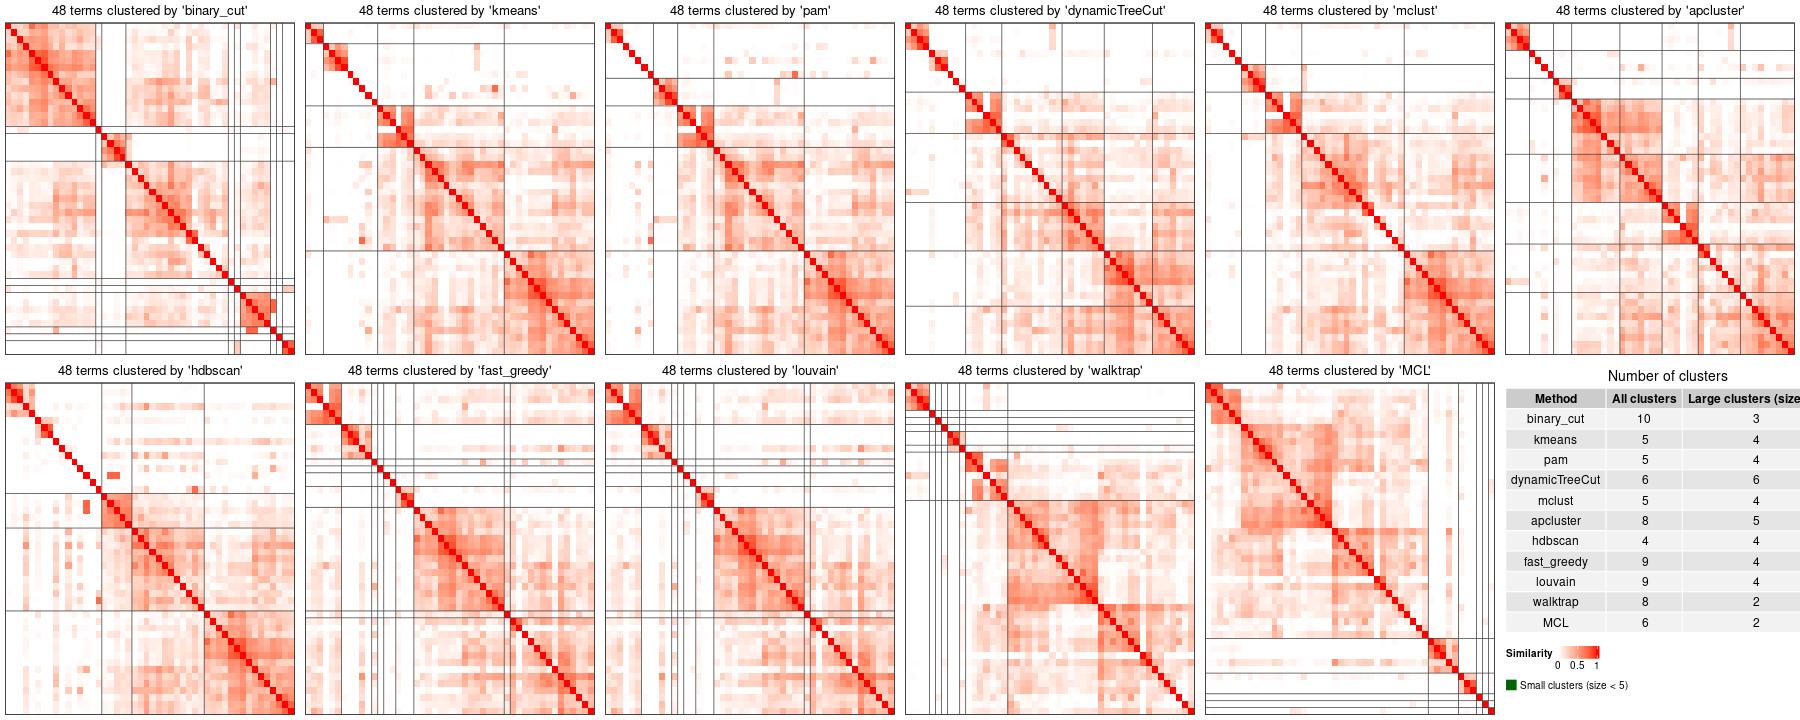 48 terms clustered by 'binary_cut'
48 terms clustered by 'kmeans'
48 terms clustered by 'pam'
48 terms clustered by 'dynamicTreeCut'
48 terms clustered by 'mclust'
48 terms clustered by 'apcluster'
48 terms clustered by 'hdbscan'
48 terms clustered by 'fast_greedy'
48 terms clustered by 'louvain'
48 terms clustered by 'walktrap'
48 terms clustered by 'MCL'
Number of clusters
Method All clusters Large clusters (size
binary_cut 10 3
kmeans 5 4
pam 5 4
dynamicTreeCut 6 6
mclust 5 4
apcluster 8 5
hdbscan 4 4
fast_greedy 9 4
louvain 9 4
walktrap 8 2
MCL 6 2
Similarity
0 0.5 1
Small clusters (size < 5)